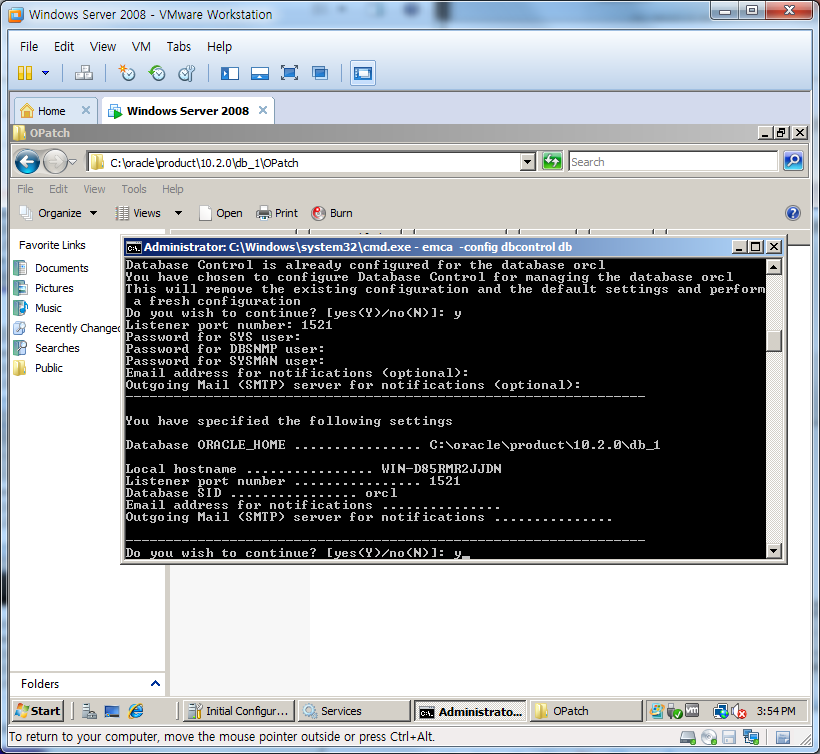 Windows Server 2008 - VMware Workstation
File Edit View VM Tabs Help
Home Windows Server 2008
OPatch
C:\oracle\product\10.2.0\db_1\OPatch Search
File Edit View Tools Help
Organize Views Open Print Burn
Favorite Links
Documents
Pictures
Music
Recently Changed
Searches
Public
Administrator: C:\Windows\system32\cmd.exe - emca -config dbcontrol db
Database Control is already configured for the database orcl
You have chosen to configure Database Control for managing the database orcl
This will remove the existing configuration and the default settings and perform
a fresh configuration
Do you wish to continue? [yes(Y)/no(N)]: y
Listener port number: 1521
Password for SYS user:
Password for DBSNMP user:
Password for SYSMAN user:
Email address for notifications (optional):
Outgoing Mail (SMTP) server for notifications (optional):
-----------------------------------------------------------------
You have specified the following settings
Database ORACLE_HOME ................ C:\oracle\product\10.2.0\db_1
Local hostname ................ WIN-D85RMR2JJDN
Listener port number ................ 1521
Database SID ................ orcl
Email address for notifications ...............
Outgoing Mail (SMTP) server for notifications ...............
-----------------------------------------------------------------
Do you wish to continue? [yes(Y)/no(N)]: y_
Folders
Start Initial Configur... Services Administrato... OPatch 3:54 PM
To return to your computer, move the mouse pointer outside or press Ctrl+Alt.